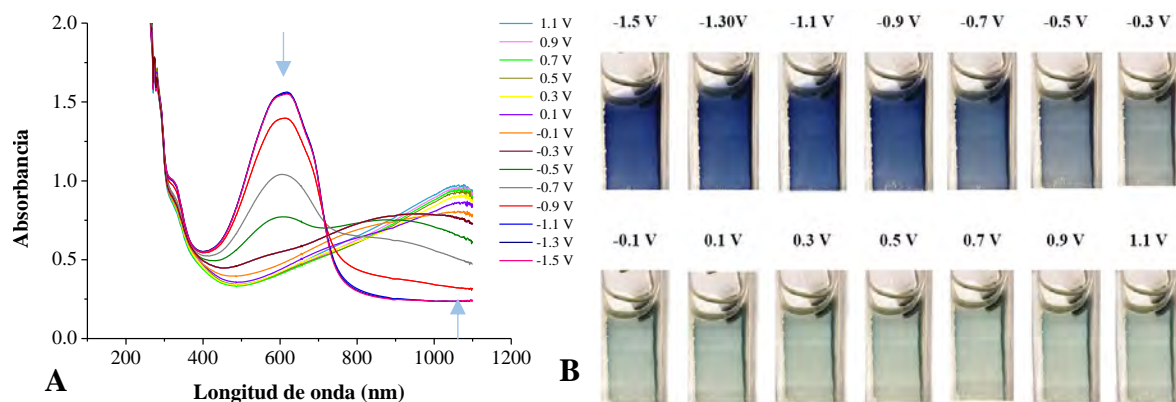 2.0
1.5
1.0
0.5
0.0
Absorbancia
200 400 600 800 1000 1200
Longitud de onda (nm)
A
1.1 V
0.9 V
0.7 V
0.5 V
0.3 V
0.1 V
-0.1 V
-0.3 V
-0.5 V
-0.7 V
-0.9 V
-1.1 V
-1.3 V
-1.5 V
B
-1.5 V -1.30V -1.1 V -0.9 V -0.7 V -0.5 V -0.3 V
-0.1 V 0.1 V 0.3 V 0.5 V 0.7 V 0.9 V 1.1 V